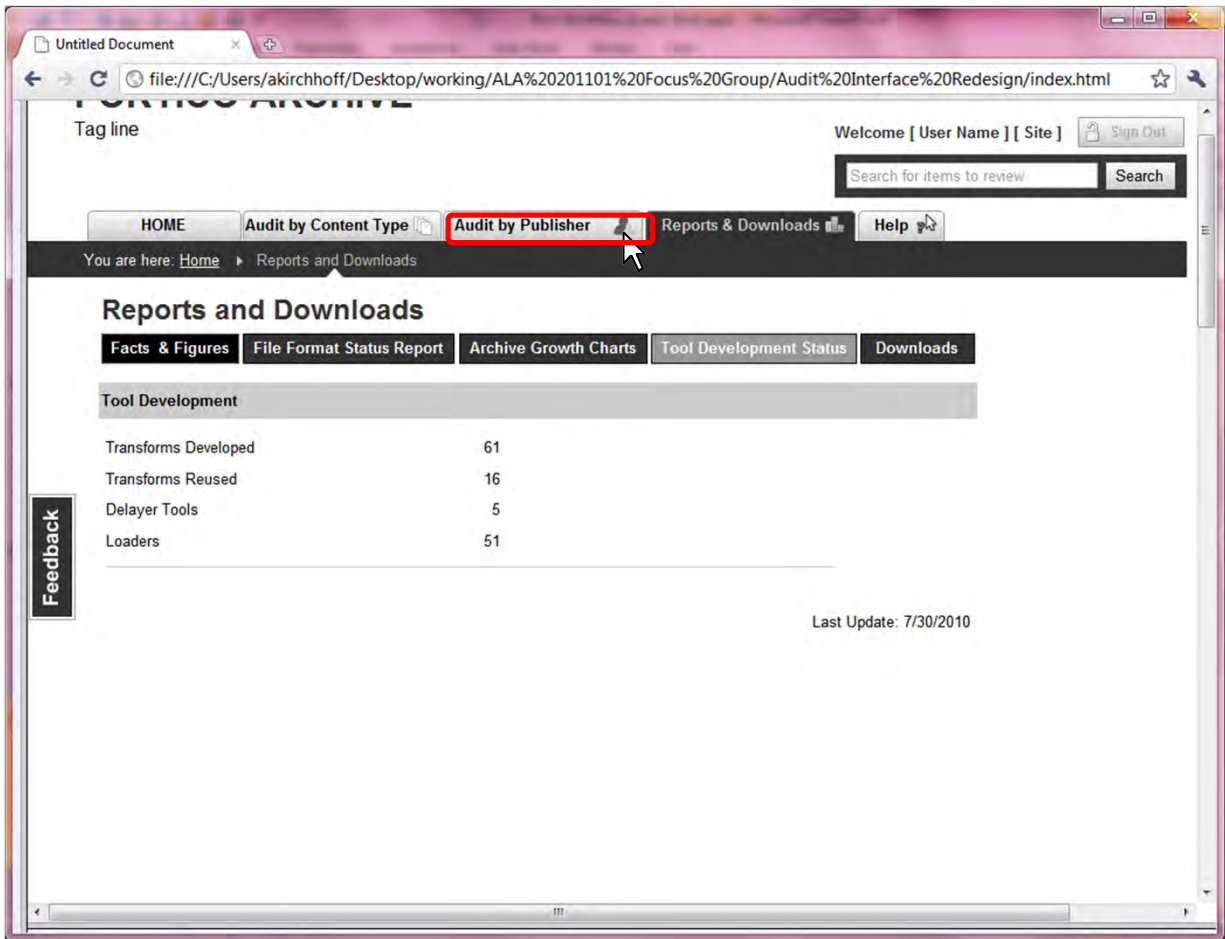 Untitled Document
file:///C:/Users/akirchhoff/Desktop/working/ALA%20201101%20Focus%20Group/Audit%20Interface%20Redesign/index.html
Tag line
Welcome [ User Name ] [ Site ]
Sign Out
Search for items to review
Search
HOME
Audit by Content Type
Audit by Publisher
Reports & Downloads
Help
You are here: Home
Reports and Downloads
Reports and Downloads
Facts & Figures
File Format Status Report
Archive Growth Charts
Tool Development Status
Downloads
Tool Development
Transforms Developed 61
Transforms Reused 16
Delayer Tools 5
Loaders 51
Feedback
Last Update: 7/30/2010